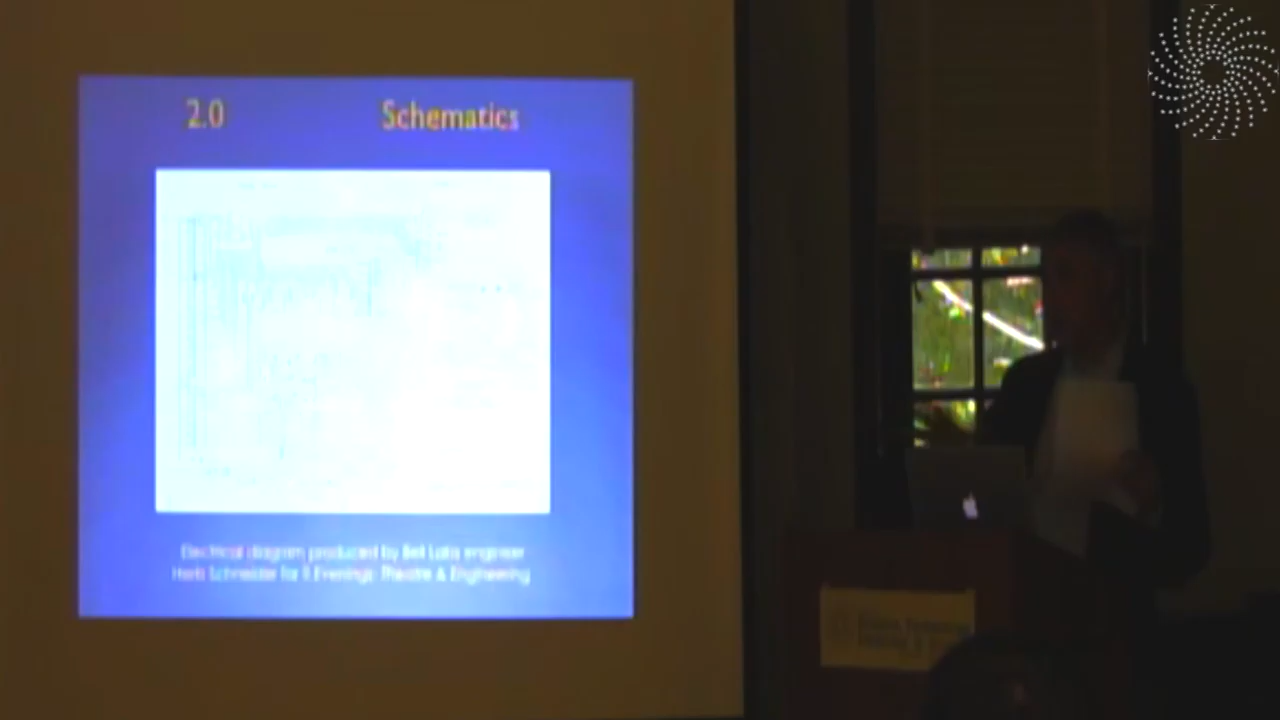 2.0 Schematics
Electrical diagram produced by Bell Labs engineer
Herb Schneider for 9 Evenings: Theatre & Engineering